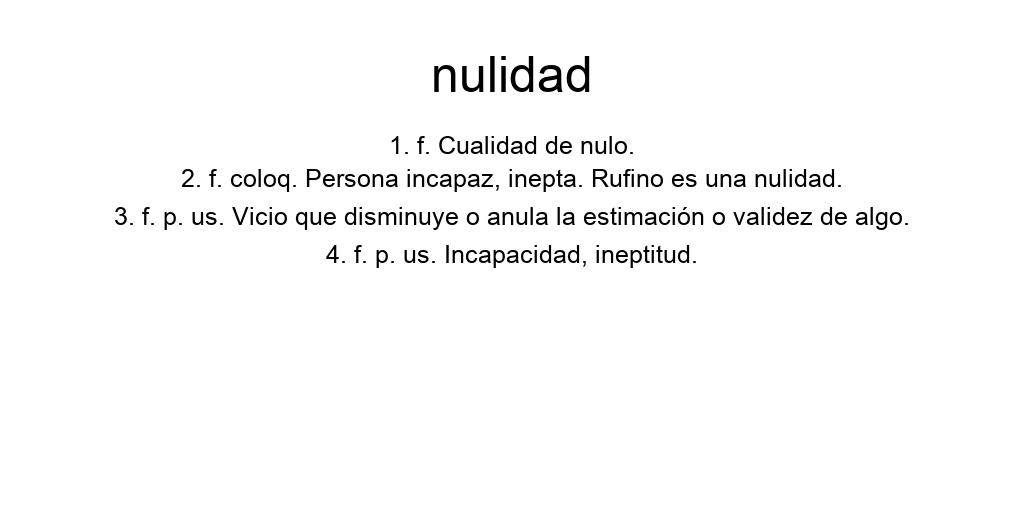 nulidad
1. f. Cualidad de nulo.
2. f. coloq. Persona incapaz, inepta. Rufino es una nulidad.
3. f. p. us. Vicio que disminuye o anula la estimación o validez de algo.
4. f. p. us. Incapacidad, ineptitud.